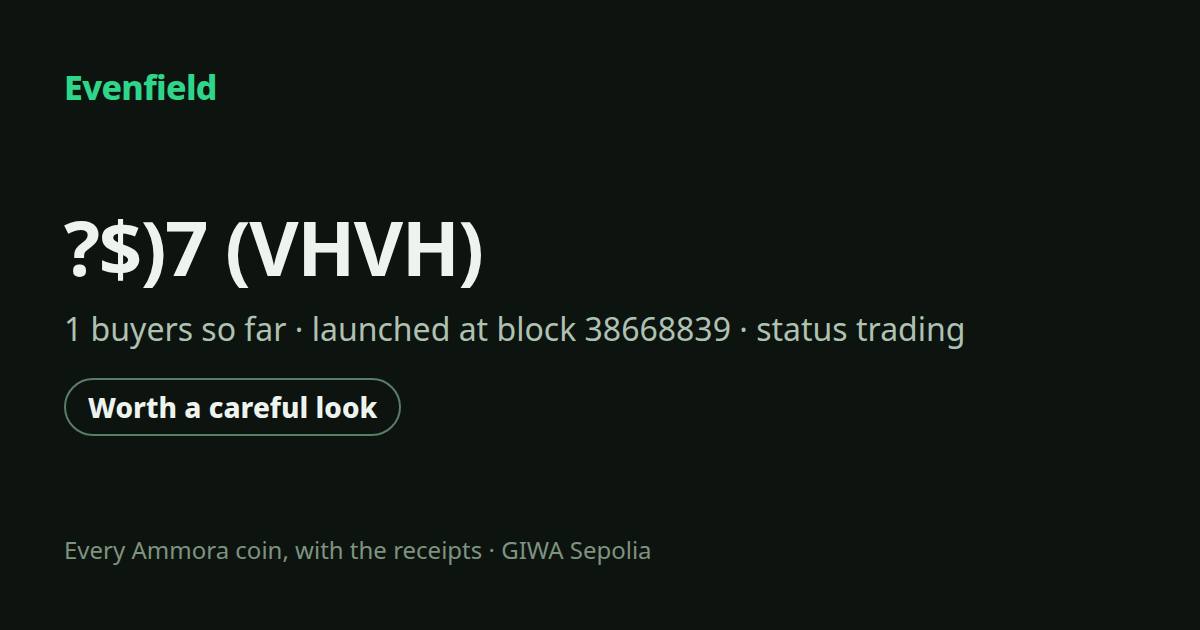 Evenfield
?$)7 (VHVH)
1 buyers so far · launched at block 38668839 · status trading
Worth a careful look
Every Ammora coin, with the receipts · GIWA Sepolia